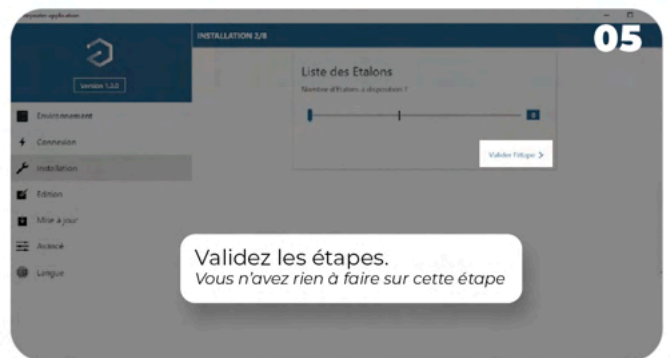 INSTALLATION 2/8
05
Version 1.3.0
Liste des Etalons
Nombre d'Etalons à disposition ?
0
Valider l'étape >
Environnement
Connexion
Installation
Edition
Mise à jour
Avancé
Langue
Validez les étapes.
Vous n'avez rien à faire sur cette étape